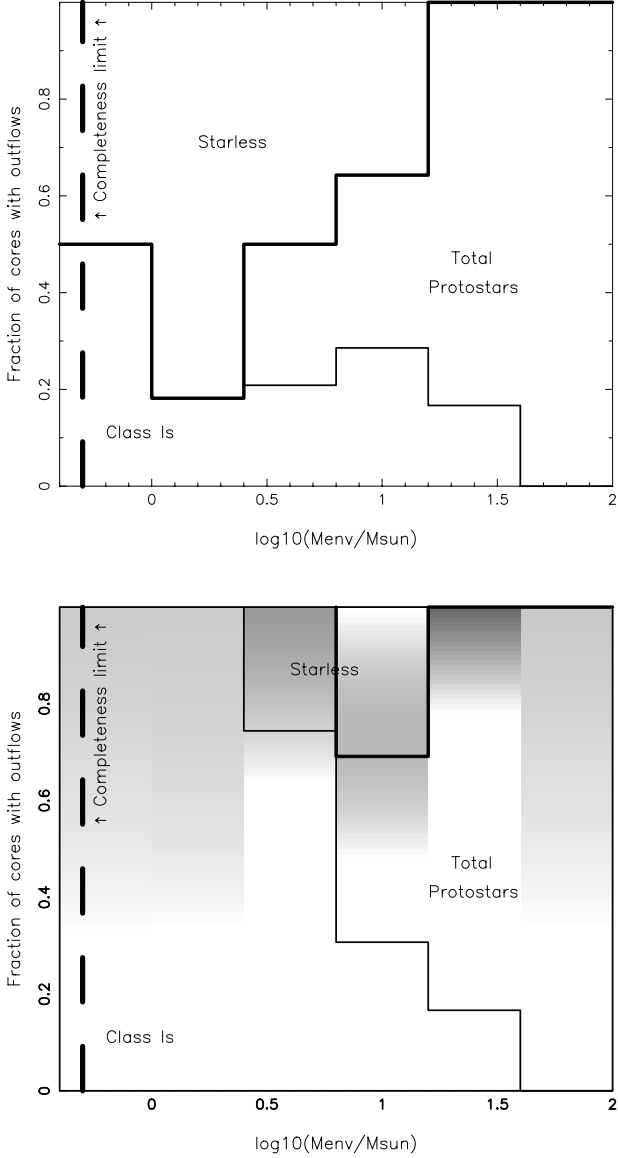 Fraction of cores with outflows
0.8
0.6
0.4
0.2
0
↑ Completeness limit ↑
Starless
Total
Protostars
Class Is
0
0.5
1
1.5
2
log10(Menv/Msun)
Fraction of cores with outflows
0.8
0.6
0.4
0.2
0
↑ Completeness limit ↑
Starless
Total
Protostars
Class Is
0
0.5
1
1.5
2
log10(Menv/Msun)